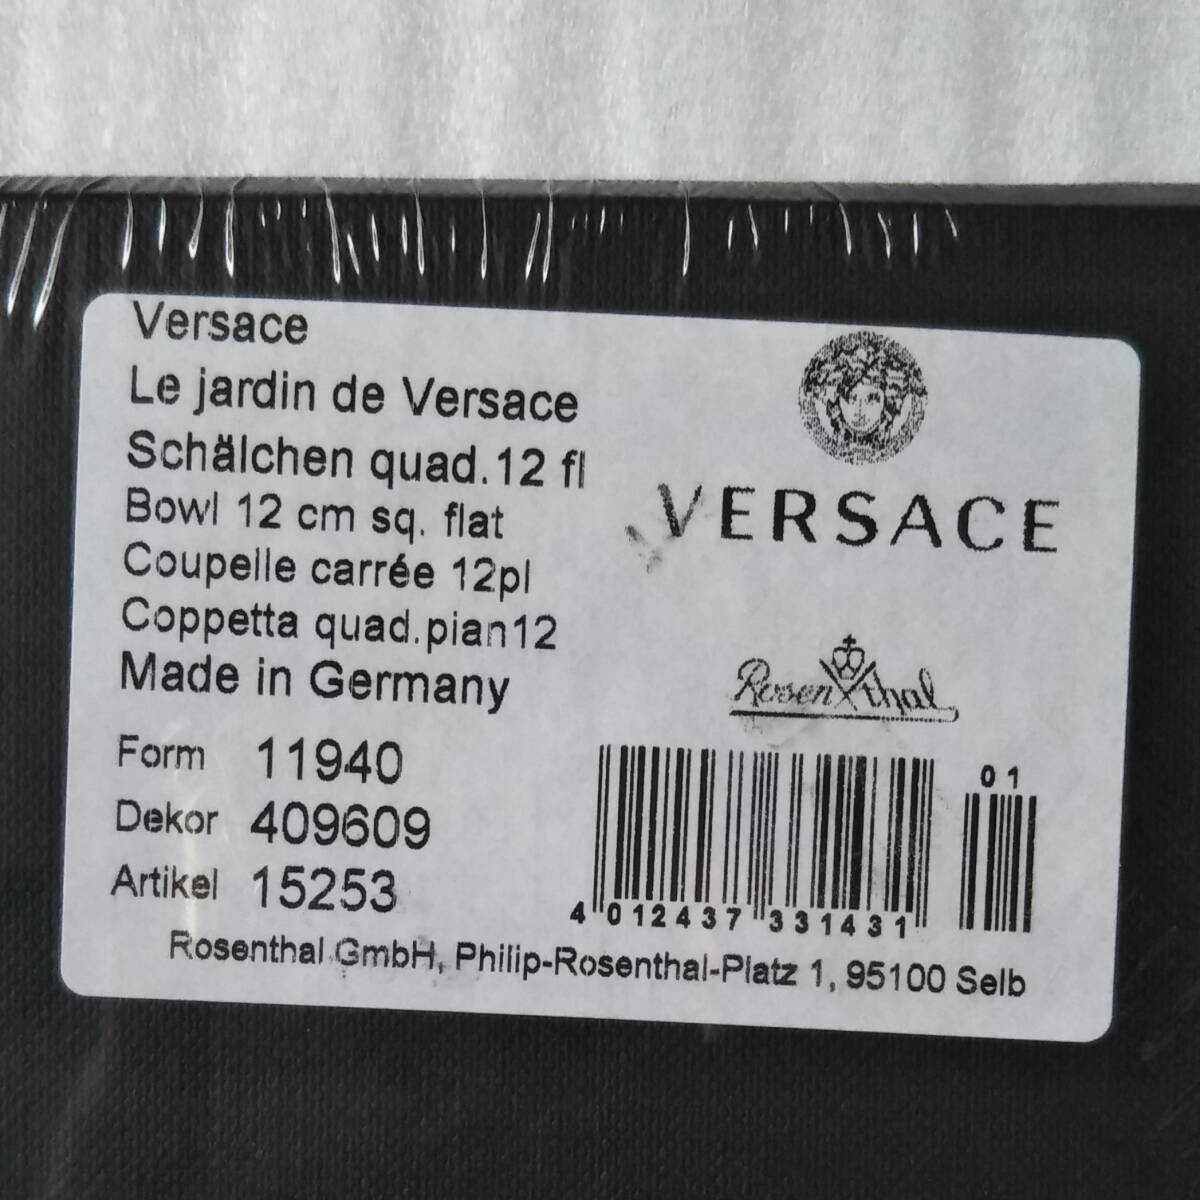 Versace
Le jardin de Versace
Schälchen quad.12 fl
Bowl 12 cm sq. flat
Coupelle carrée 12pl
Coppetta quad.pian12
Made in Germany
VERSACE
Rosenthal
Form 11940
Dekor 409609
Artikel 15253
01
4 012437 331431
Rosenthal GmbH, Philip-Rosenthal-Platz 1, 95100 Selb